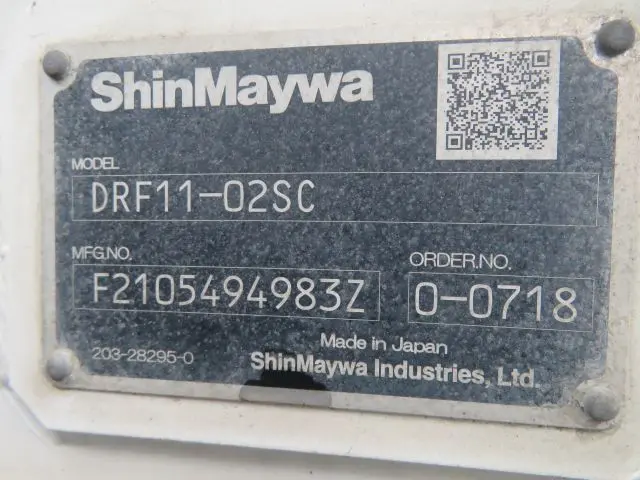 ShinMaywa
MODEL
DRF11-02SC
MFG.NO.
F2105494983Z
ORDER.NO.
0-0718
203-28295-0
Made in Japan
ShinMaywa Industries, Ltd.